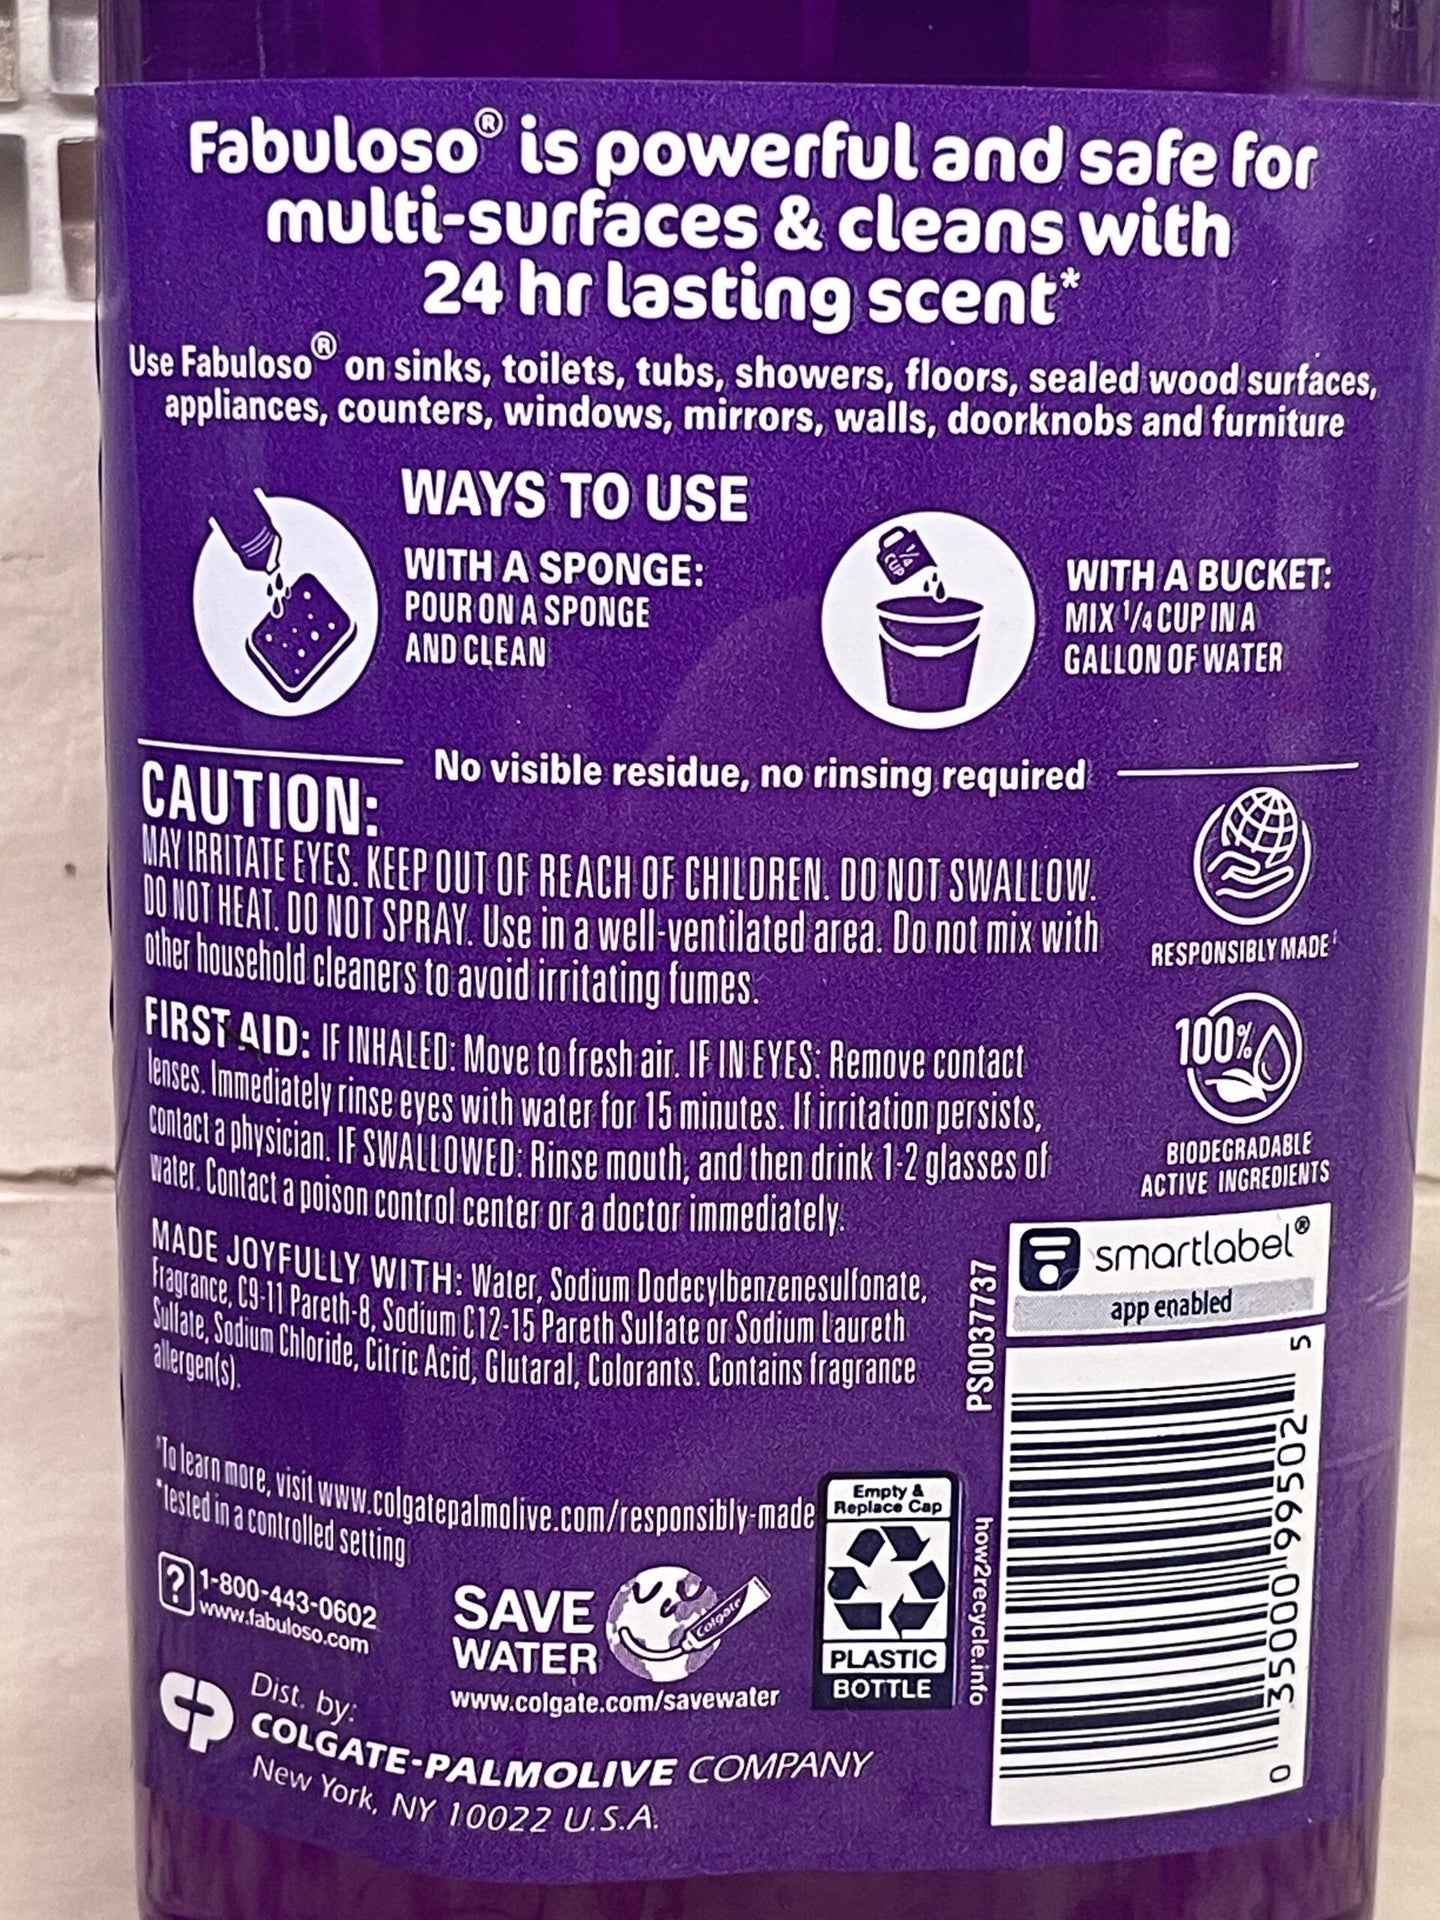 Fabuloso® is powerful and safe for
multi-surfaces & cleans with
24 hr lasting scent*
Use Fabuloso® on sinks, toilets, tubs, showers, floors, sealed wood surfaces,
appliances, counters, windows, mirrors, walls, doorknobs and furniture
WAYS TO USE
WITH A SPONGE:
POUR ON A SPONGE
AND CLEAN
1/4
CUP
WITH A BUCKET:
MIX 1/4 CUP IN A
GALLON OF WATER
No visible residue, no rinsing required
CAUTION:
MAY IRRITATE EYES. KEEP OUT OF REACH OF CHILDREN. DO NOT SWALLOW.
DO NOT HEAT. DO NOT SPRAY. Use in a well-ventilated area. Do not mix with
other household cleaners to avoid irritating fumes.
RESPONSIBLY MADE
FIRST AID: IF INHALED: Move to fresh air. IF IN EYES: Remove contact
lenses. Immediately rinse eyes with water for 15 minutes. If irritation persists,
contact a physician. IF SWALLOWED: Rinse mouth, and then drink 1-2 glasses of
water. Contact a poison control center or a doctor immediately.
100%
BIODEGRADABLE
ACTIVE INGREDIENTS
MADE JOYFULLY WITH: Water, Sodium Dodecylbenzenesulfonate,
Fragrance, C9-11 Pareth-8, Sodium C12-15 Pareth Sulfate or Sodium Laureth
Sulfate, Sodium Chloride, Citric Acid, Glutaral, Colorants. Contains fragrance
allergen(s).
smartlabel®
app enabled
PS0037737
To learn more, visit www.colgatepalmolive.com/responsibly-made
*tested in a controlled setting
? 1-800-443-0602
www.fabuloso.com
SAVE
WATER
Colgate
www.colgate.com/savewater
Empty &
Replace Cap
PLASTIC
BOTTLE
how2recycle.info
0 35000 99502 5
CP
Dist. by:
COLGATE-PALMOLIVE COMPANY
New York, NY 10022 U.S.A.